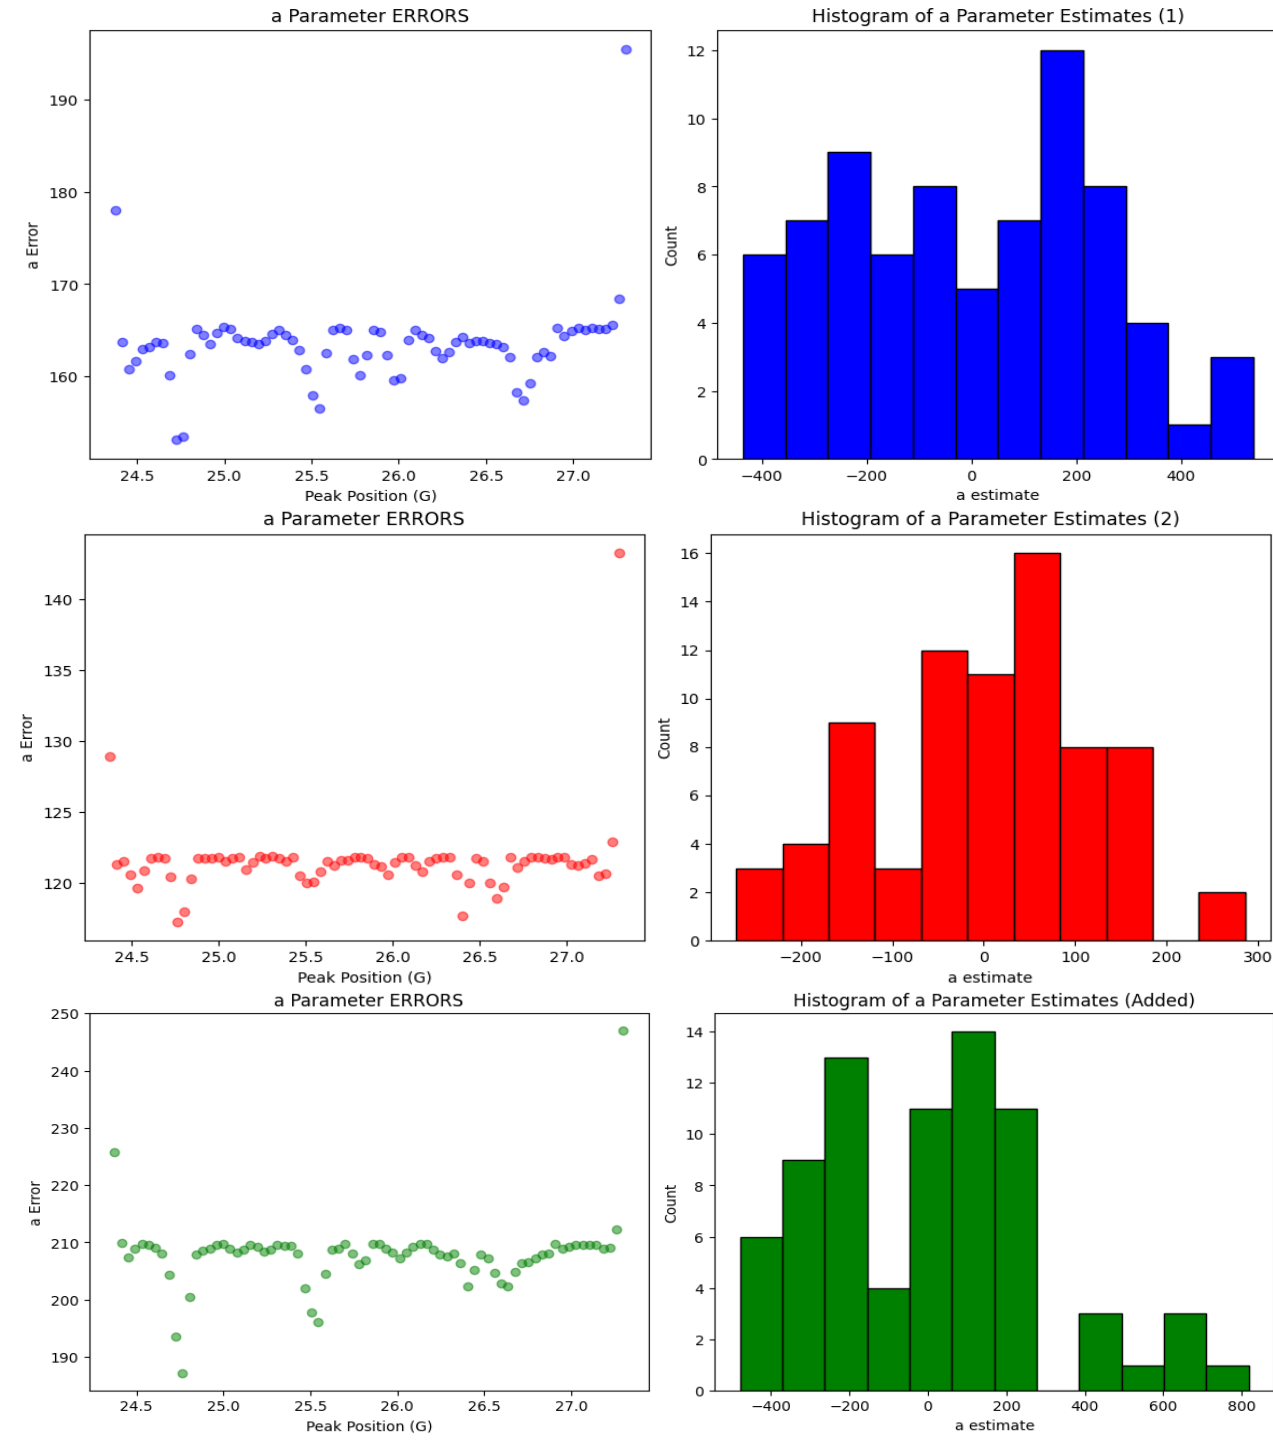 a Parameter ERRORS
a Error
190
180
170
160
24.5 25.0 25.5 26.0 26.5 27.0
Peak Position (G)
Histogram of a Parameter Estimates (1)
Count
12
10
8
6
4
2
0
−400 −200 0 200 400
a estimate
a Parameter ERRORS
a Error
140
135
130
125
120
24.5 25.0 25.5 26.0 26.5 27.0
Peak Position (G)
Histogram of a Parameter Estimates (2)
Count
16
14
12
10
8
6
4
2
0
−200 −100 0 100 200 300
a estimate
a Parameter ERRORS
a Error
250
240
230
220
210
200
190
24.5 25.0 25.5 26.0 26.5 27.0
Peak Position (G)
Histogram of a Parameter Estimates (Added)
Count
14
12
10
8
6
4
2
0
−400 −200 0 200 400 600 800
a estimate